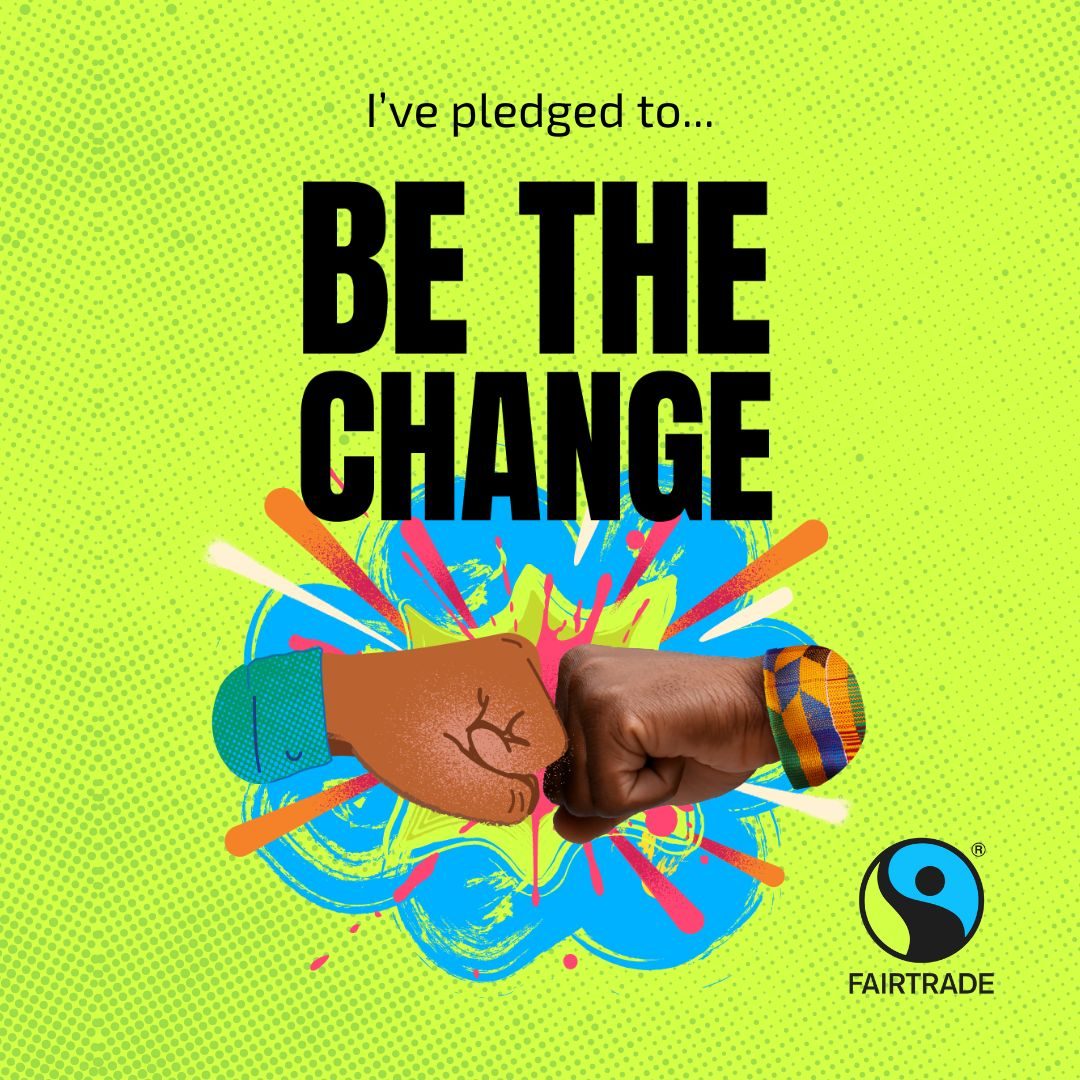 I’ve pledged to...
BE THE
CHANGE
®
FAIRTRADE